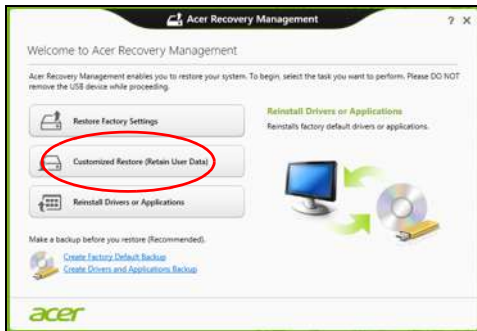 Acer Recovery Management
? X
Welcome to Acer Recovery Management
Acer Recovery Management enables you to restore your system. To begin, select the task you want to perform. Please DO NOT
remove the USB device while proceeding.
Restore Factory Settings
Customized Restore (Retain User Data)
Reinstall Drivers or Applications
Reinstall Drivers or Applications
Reinstalls factory default drivers or applications.
Make a backup before you restore (Recommended).
Create Factory Default Backup
Create Drivers and Applications Backup
acer